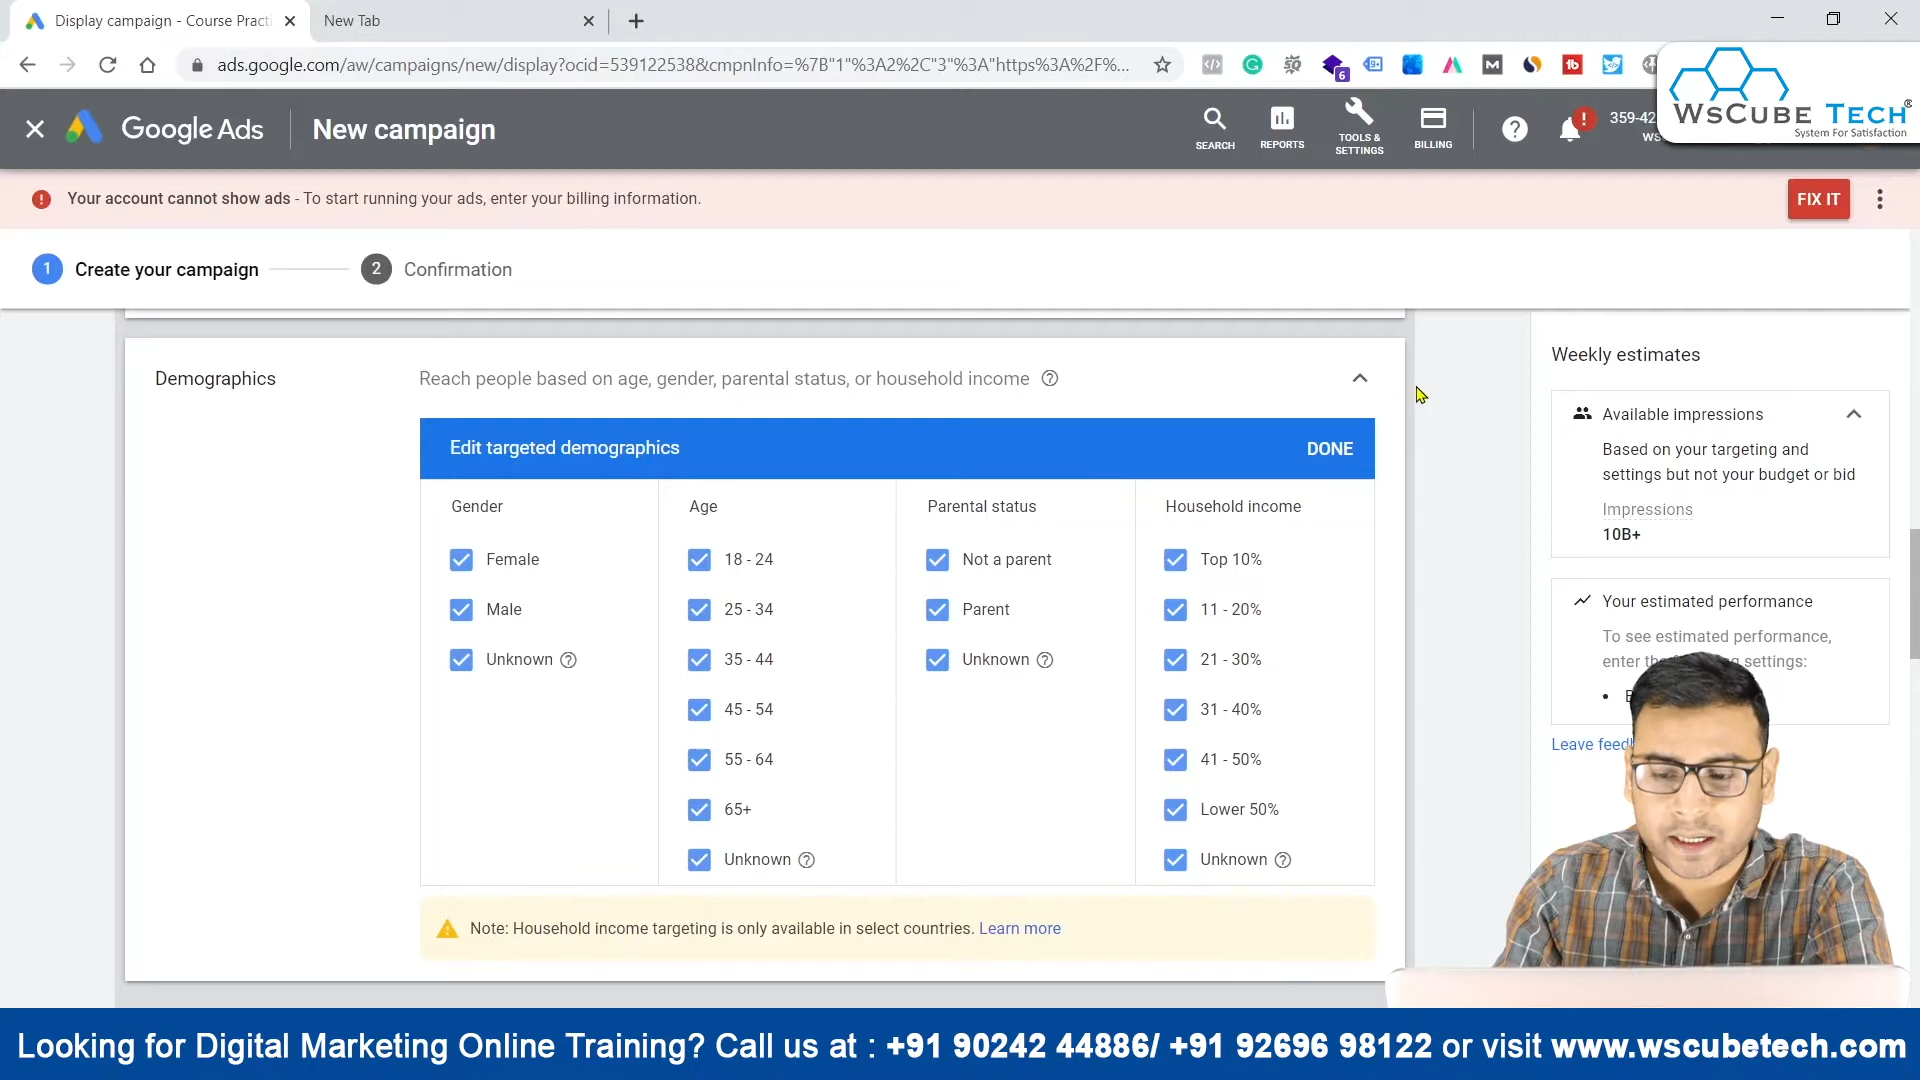 Display campaign - Course Practi
New Tab
ads.google.com/aw/campaigns/new/display?ocid=539122538&cmpnInfo=%7B"1"%3A2%2C"3"%3A"https%3A%2F%...
Google Ads
New campaign
SEARCH
REPORTS
TOOLS &
SETTINGS
BILLING
359-42
WS
WsCube Tech®
System For Satisfaction
Your account cannot show ads - To start running your ads, enter your billing information.
FIX IT
1 Create your campaign
2 Confirmation
Demographics
Reach people based on age, gender, parental status, or household income
Edit targeted demographics
DONE
Gender
Female
Male
Unknown
Age
18 - 24
25 - 34
35 - 44
45 - 54
55 - 64
65+
Unknown
Parental status
Not a parent
Parent
Unknown
Household income
Top 10%
11 - 20%
21 - 30%
31 - 40%
41 - 50%
Lower 50%
Unknown
Note: Household income targeting is only available in select countries. Learn more
Weekly estimates
Available impressions
Based on your targeting and
settings but not your budget or bid
Impressions
10B+
Your estimated performance
To see estimated performance,
enter settings:
Leave
Looking for Digital Marketing Online Training? Call us at : +91 90242 44886/ +91 92696 98122 or visit www.wscubetech.com